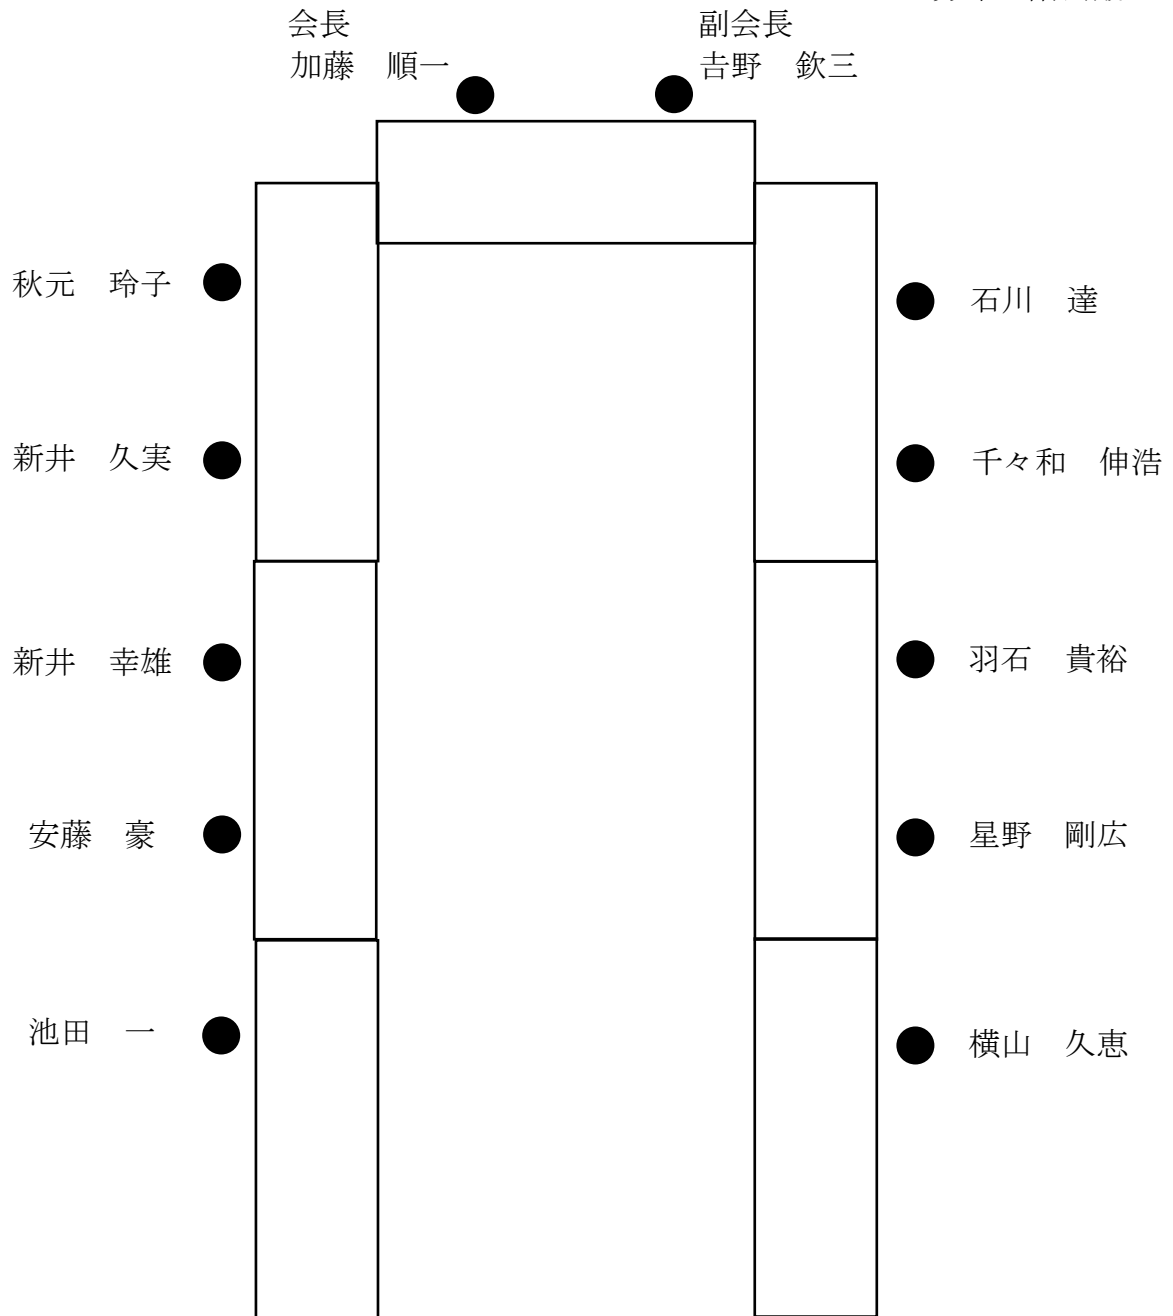 会長
加藤　順一
副会長
𠮷野　欽三
秋元　玲子
石川　達
新井　久実
千々和　伸浩
新井　幸雄
羽石　貴裕
安藤　豪
星野　剛広
池田　一
横山　久恵